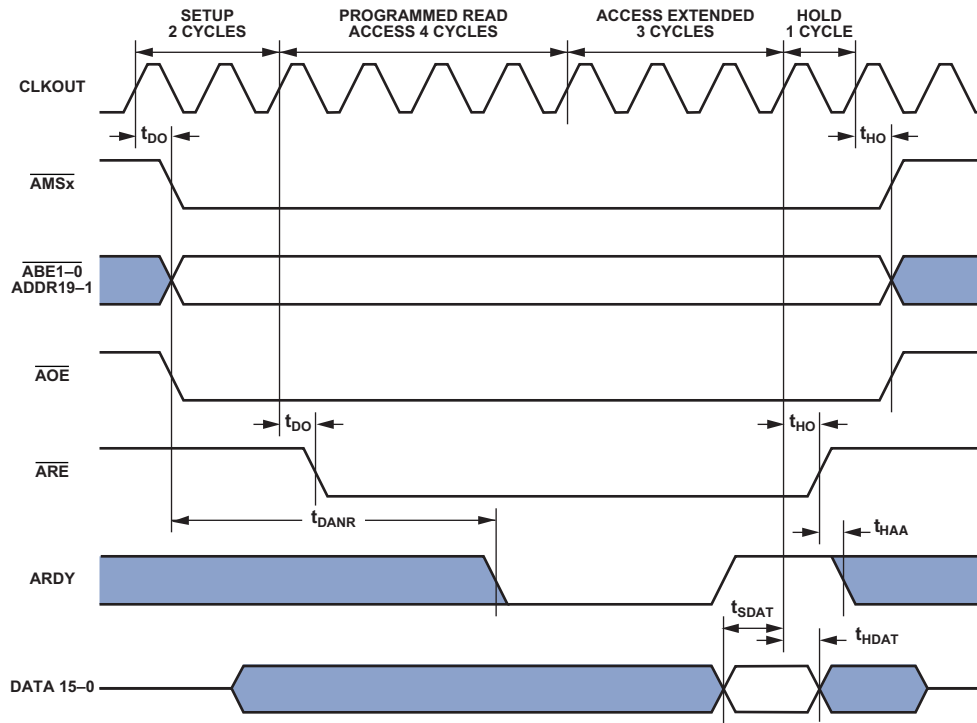 SETUP
2 CYCLES
PROGRAMMED READ
ACCESS 4 CYCLES
ACCESS EXTENDED
3 CYCLES
HOLD
1 CYCLE
CLKOUT
tDO
tHO
AMSx
ABE1–0
ADDR19–1
AOE
tDO
tHO
ARE
tDANR
tHAA
ARDY
tSDAT
tHDAT
DATA 15–0